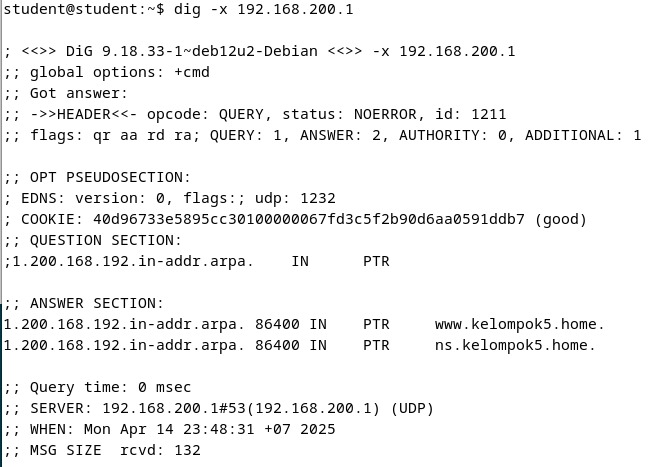 student@student:~$ dig -x 192.168.200.1
; <<>> DiG 9.18.33-1~deb12u2-Debian <<>> -x 192.168.200.1
;; global options: +cmd
;; Got answer:
;; ->>HEADER<<- opcode: QUERY, status: NOERROR, id: 1211
;; flags: qr aa rd ra; QUERY: 1, ANSWER: 2, AUTHORITY: 0, ADDITIONAL: 1
;; OPT PSEUDOSECTION:
; EDNS: version: 0, flags:; udp: 1232
; COOKIE: 40d96733e5895cc30100000067fd3c5f2b90d6aa0591ddb7 (good)
;; QUESTION SECTION:
;1.200.168.192.in-addr.arpa. IN PTR
;; ANSWER SECTION:
1.200.168.192.in-addr.arpa. 86400 IN PTR www.kelompok5.home.
1.200.168.192.in-addr.arpa. 86400 IN PTR ns.kelompok5.home.
;; Query time: 0 msec
;; SERVER: 192.168.200.1#53(192.168.200.1) (UDP)
;; WHEN: Mon Apr 14 23:48:31 +07 2025
;; MSG SIZE rcvd: 132